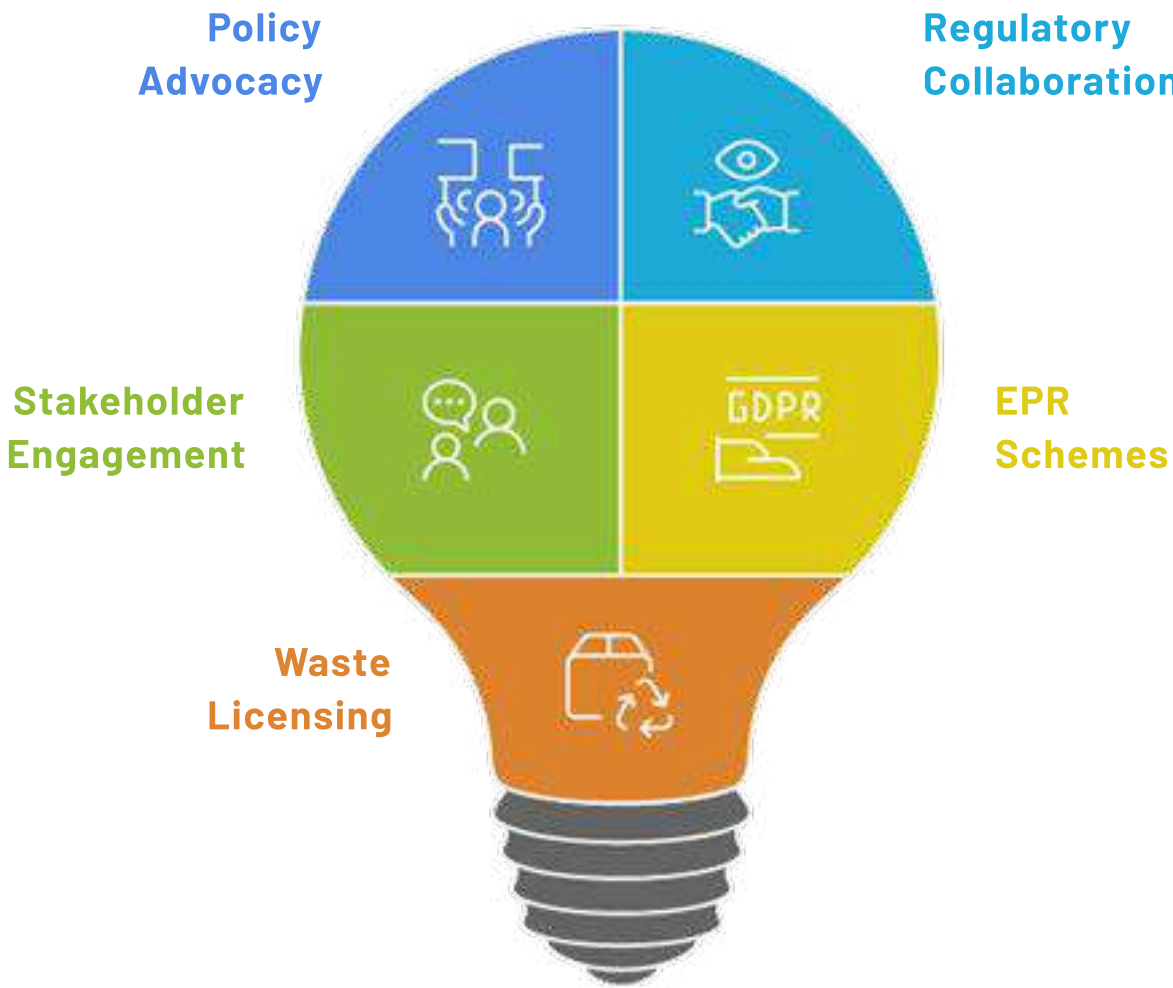 Policy
Advocacy
Regulatory
Collaboration
Stakeholder
Engagement
GDPR
EPR
Schemes
Waste
Licensing